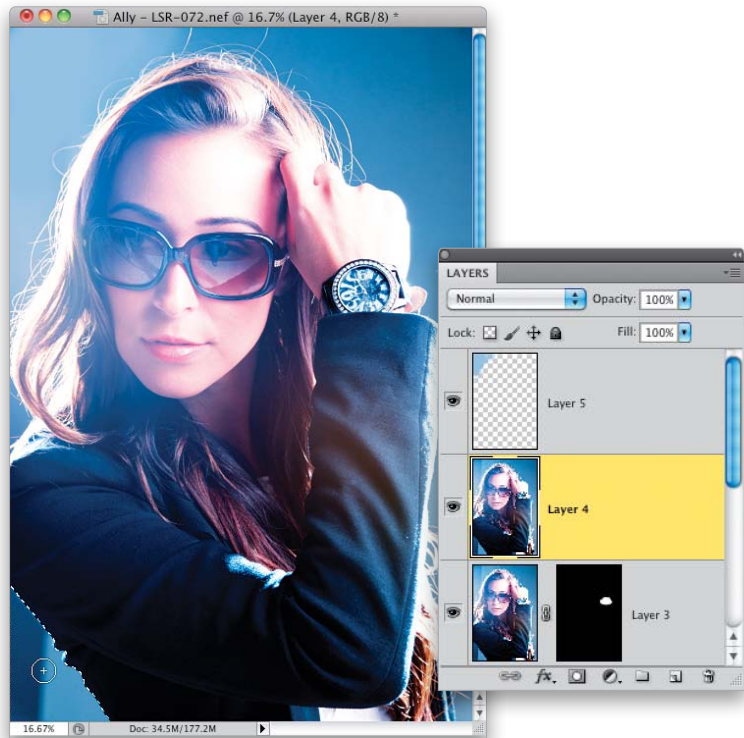 Ally – LSR-072.nef @ 16.7% (Layer 4, RGB/8) *
LAYERS
Normal
Opacity: 100%
Lock:
Fill: 100%
Layer 5
Layer 4
Layer 3
fx.
16.67%
Doc: 34.5M/177.2M